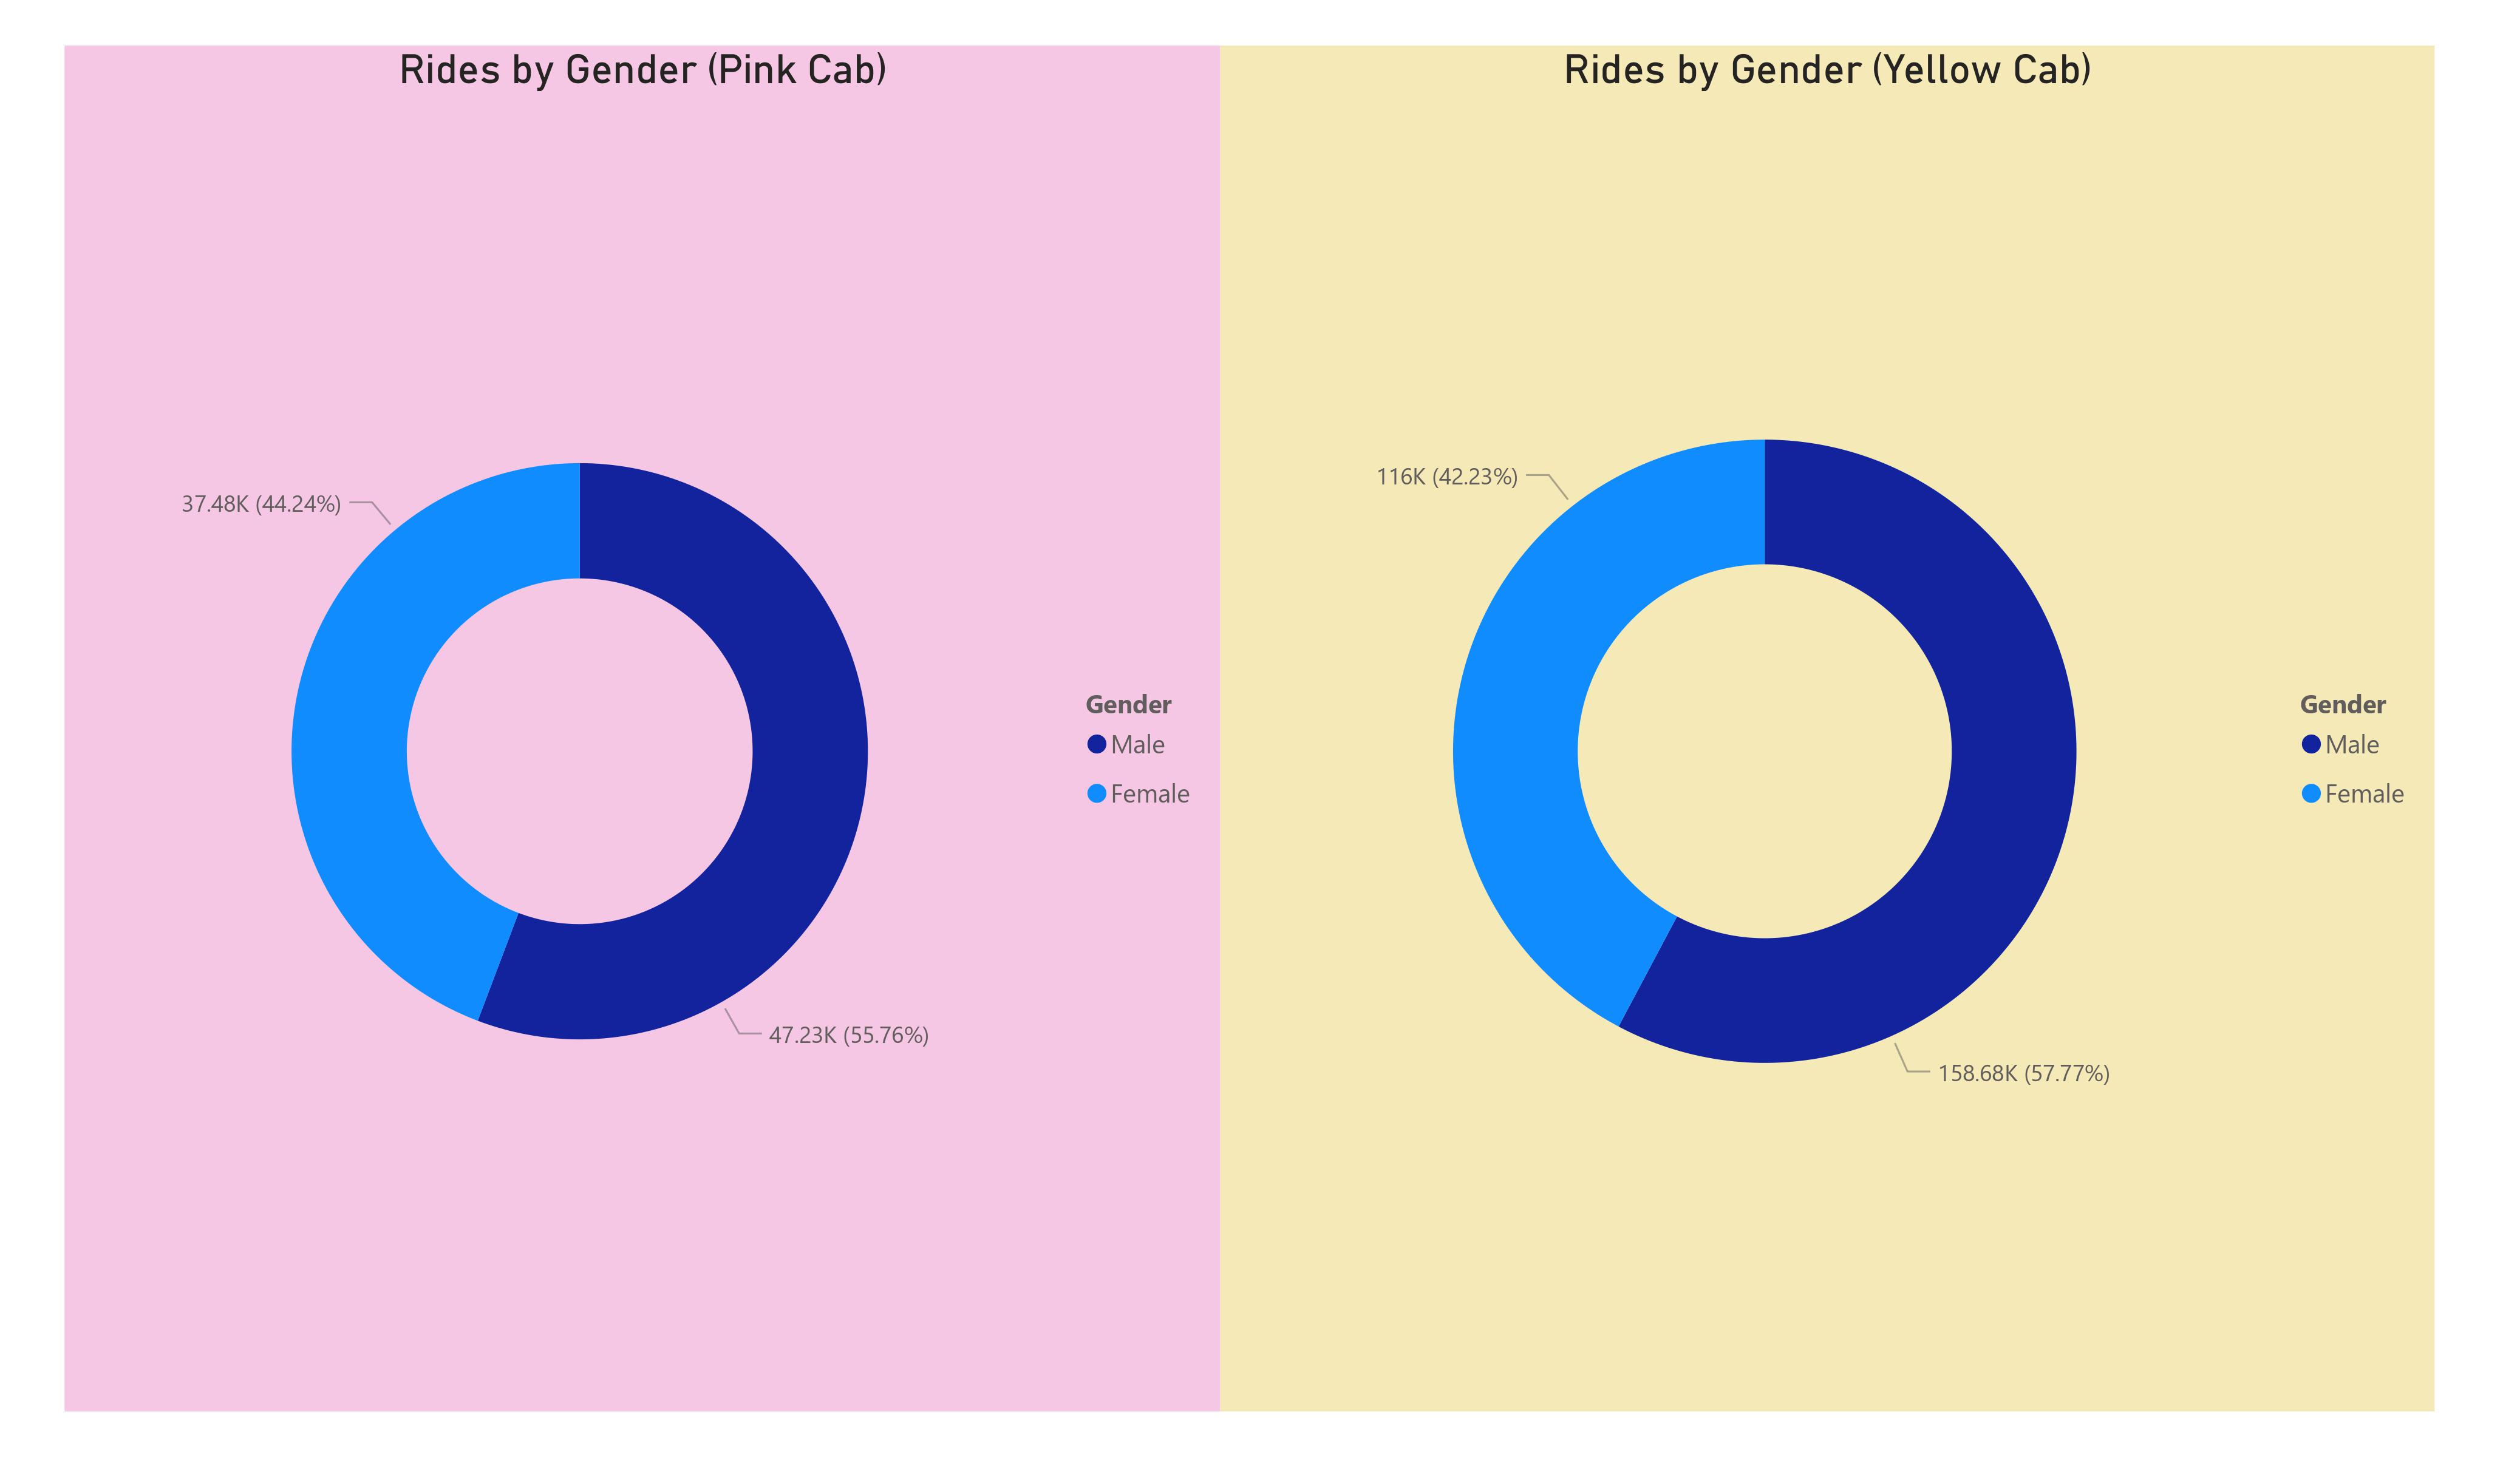 Rides by Gender (Pink Cab)
37.48K (44.24%)
47.23K (55.76%)
Gender
Male
Female
Rides by Gender (Yellow Cab)
116K (42.23%)
158.68K (57.77%)
Gender
Male
Female